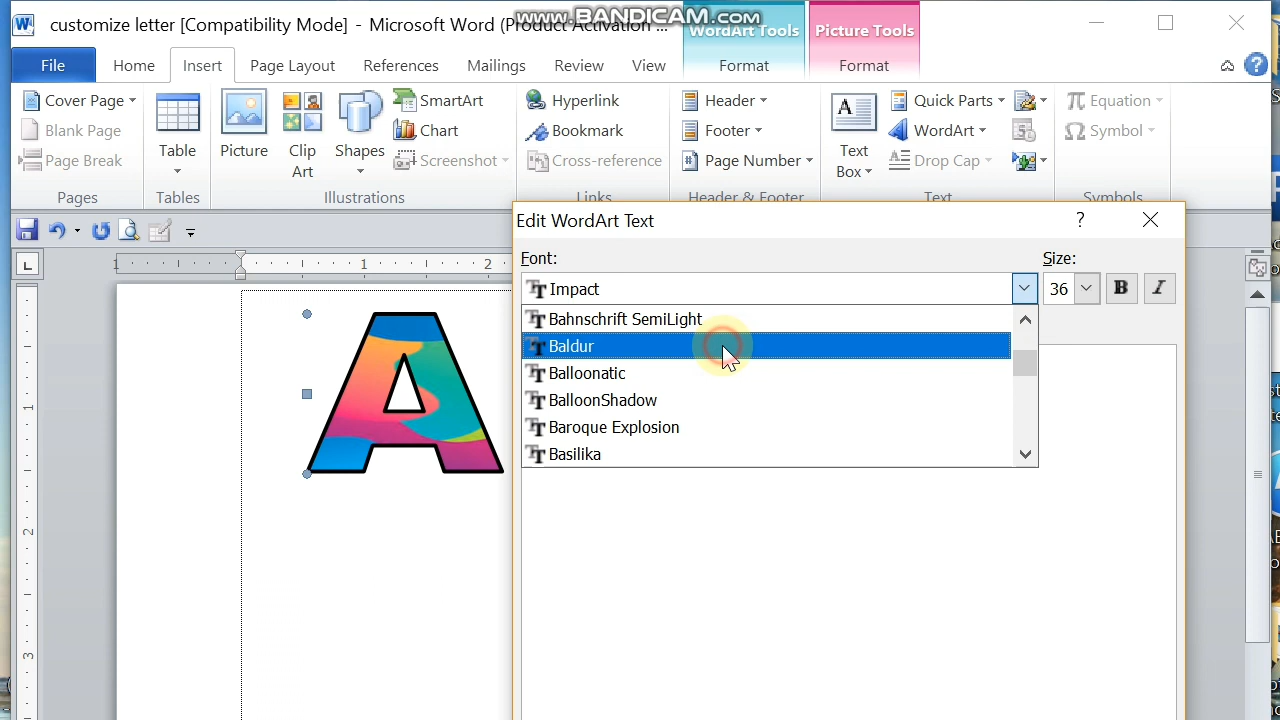 www.BANDICAM.com
customize letter [Compatibility Mode] - Microsoft Word (Product Activation ...
WordArt Tools
Picture Tools
File Home Insert Page Layout References Mailings Review View Format Format
Cover Page
Blank Page
Page Break
Pages
Table
Tables
Picture
Clip Art
Shapes
SmartArt
Chart
Screenshot
Illustrations
Hyperlink
Bookmark
Cross-reference
Links
Header
Footer
Page Number
Header & Footer
Text Box
Quick Parts
WordArt
Drop Cap
Text
Equation
Symbol
Symbols
Edit WordArt Text
Font:
Size:
Impact
36
B
I
Bahnschrift SemiLight
Baldur
Balloonatic
BalloonShadow
Baroque Explosion
Basilika
1 1 2
1
2
3
A